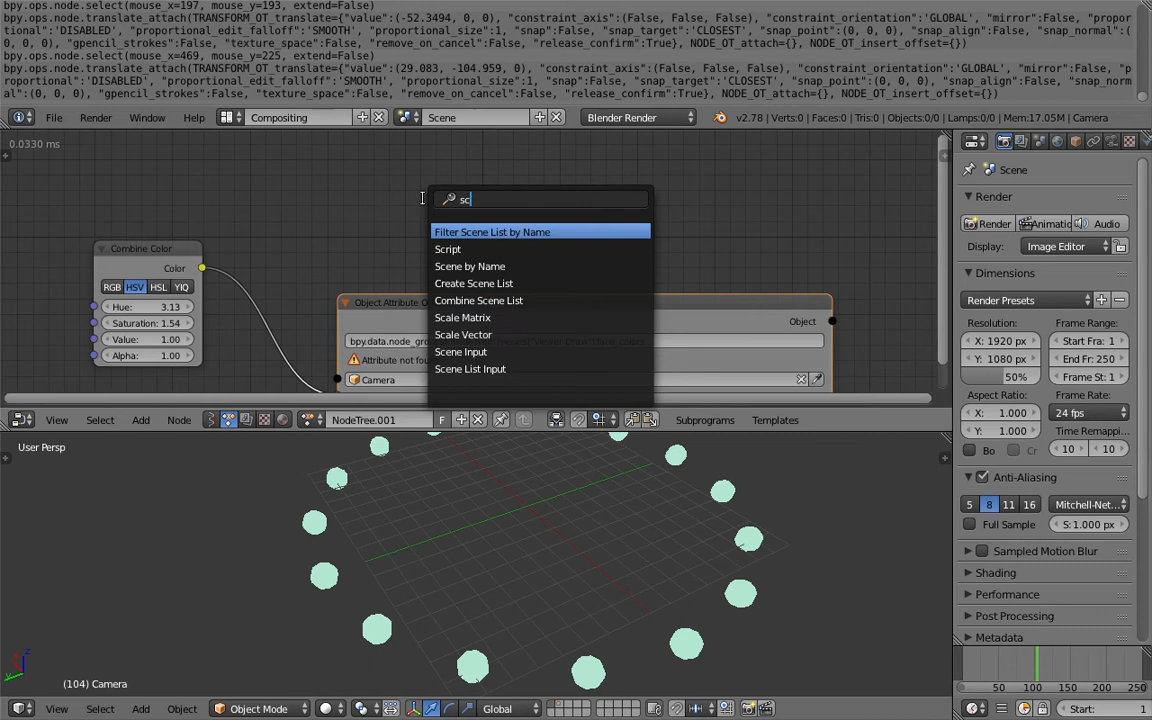 bpy.ops.node.select(mouse_x=197, mouse_y=193, extend=False)
bpy.ops.node.translate_attach(TRANSFORM_OT_translate={"value":(-52.3494, 0, 0), "constraint_axis":(False, False, False), "constraint_orientation":'GLOBAL', "mirror":False, "propor
tional":'DISABLED', "proportional_edit_falloff":'SMOOTH', "proportional_size":1, "snap":False, "snap_target":'CLOSEST', "snap_point":(0, 0, 0), "snap_align":False, "snap_normal":(
0, 0, 0), "gpencil_strokes":False, "texture_space":False, "remove_on_cancel":False, "release_confirm":True}, NODE_OT_attach={}, NODE_OT_insert_offset={})
bpy.ops.node.select(mouse_x=469, mouse_y=225, extend=False)
bpy.ops.node.translate_attach(TRANSFORM_OT_translate={"value":(29.083, -104.959, 0), "constraint_axis":(False, False, False), "constraint_orientation":'GLOBAL', "mirror":False, "p
roportional":'DISABLED', "proportional_edit_falloff":'SMOOTH', "proportional_size":1, "snap":False, "snap_target":'CLOSEST', "snap_point":(0, 0, 0), "snap_align":False, "snap_norm
al":(0, 0, 0), "gpencil_strokes":False, "texture_space":False, "remove_on_cancel":False, "release_confirm":True}, NODE_OT_attach={}, NODE_OT_insert_offset={})
File Render Window Help Compositing Scene Blender Render v2.78 | Verts:0 | Faces:0 | Tris:0 | Objects:0/0 | Lamps:0/0 | Mem:17.05M | Camera
0.0330 ms
sc
Filter Scene List by Name
Script
Scene by Name
Create Scene List
Combine Scene List
Scale Matrix
Scale Vector
Scene Input
Scene List Input
Combine Color
Color
RGB HSV HSL YIQ
Hue: 3.13
Saturation: 1.54
Value: 1.00
Alpha: 1.00
Object Attribute O
Object
bpy.data.node_gro
Attribute not fou
Camera
View Select Add Node NodeTree.001 F Subprograms Templates
User Persp
(104) Camera
View Select Add Object Object Mode Global
Scene
Render
Render Animatic Audio
Display: Image Editor
Dimensions
Render Presets
Resolution: Frame Range:
X: 1920 px Start Fra: 1
Y: 1080 px End Fr: 250
50% Frame St: 1
Aspect Ratio: Frame Rate:
X: 1.000 24 fps
Y: 1.000 Time Remappi...
Bo Cr 10 10
Anti-Aliasing
5 8 11 16 Mitchell-Net...
Full Sample S: 1.000 px
Sampled Motion Blur
Shading
Performance
Post Processing
Metadata
50 100 150 200 250
Start: 1